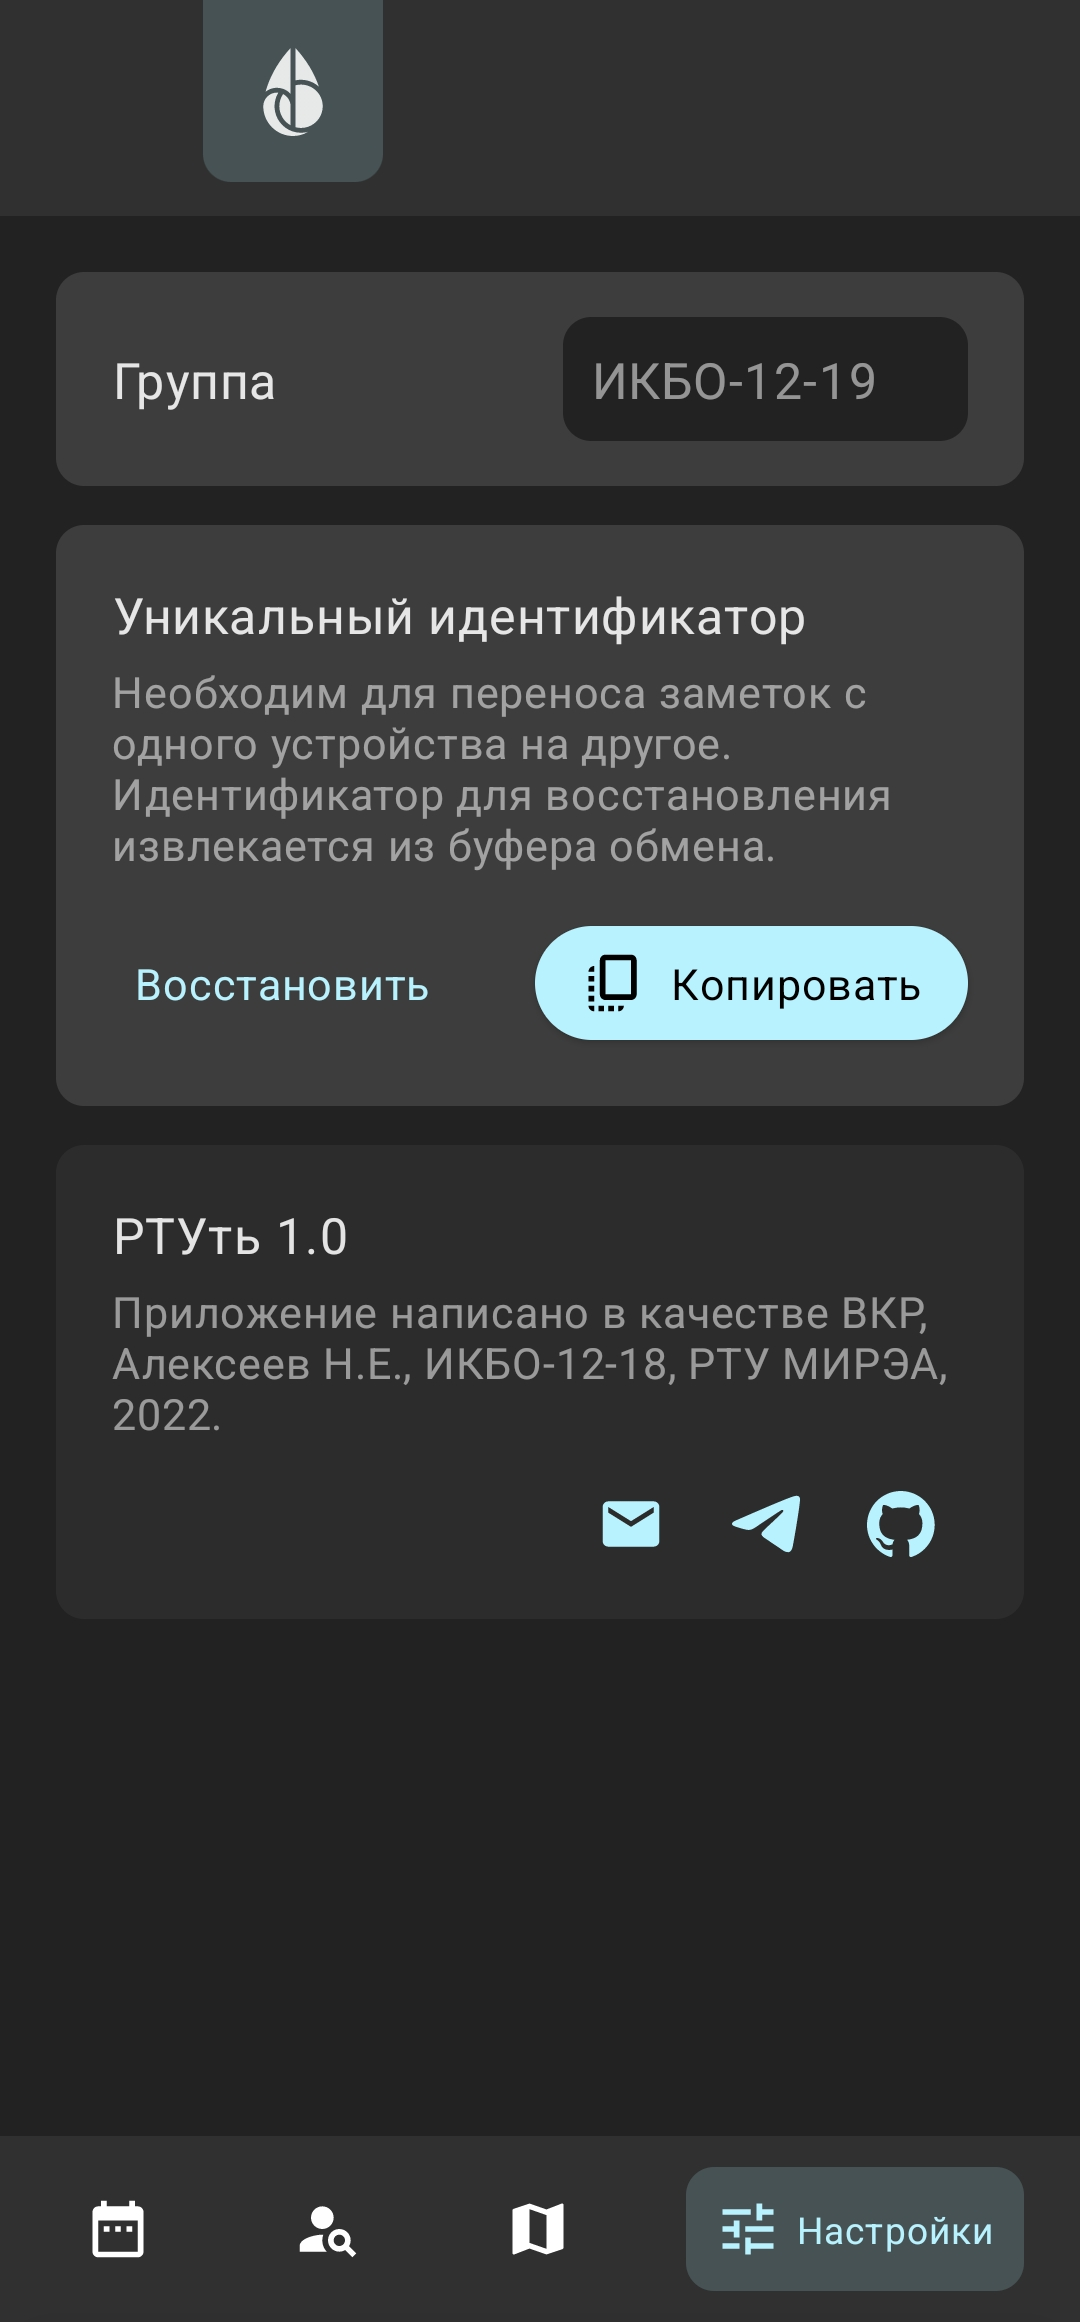 Группа
ИКБО-12-19
Уникальный идентификатор
Необходим для переноса заметок с
одного устройства на другое.
Идентификатор для восстановления
извлекается из буфера обмена.
Восстановить
Копировать
РТУть 1.0
Приложение написано в качестве ВКР,
Алексеев Н.Е., ИКБО-12-18, РТУ МИРЭА,
2022.
Настройки